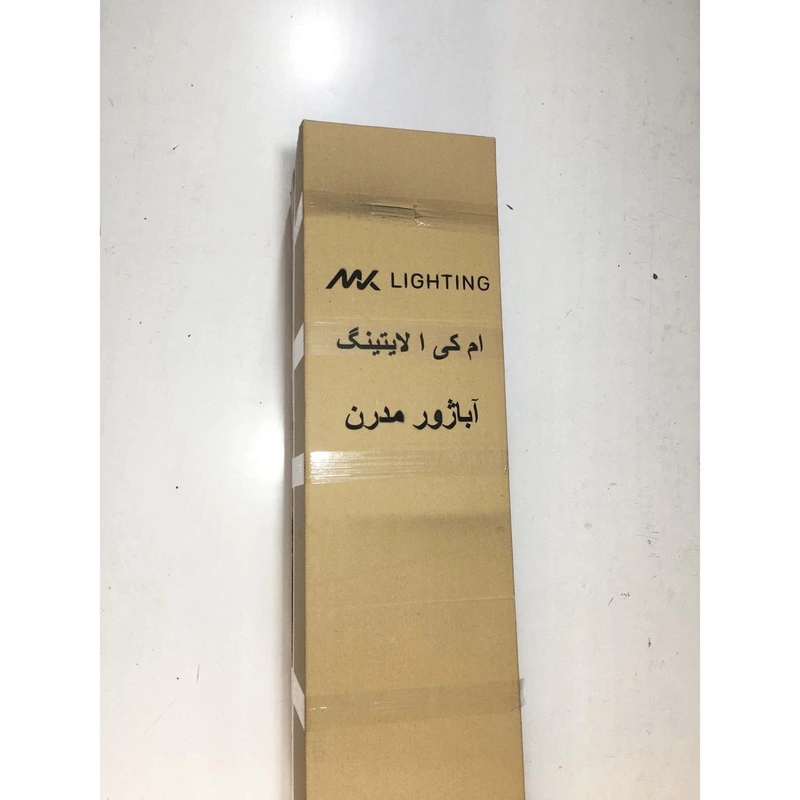 MK LIGHTING
ام کی ا لایتینگ
آباژور مدرن